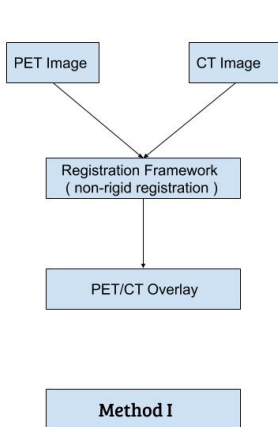 PET Image
CT Image
Registration Framework
( non-rigid registration )
PET/CT Overlay
Method I